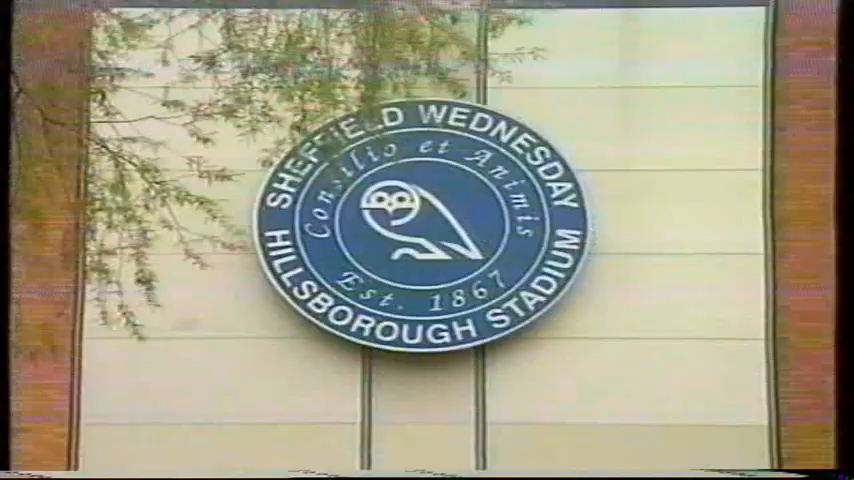 SHEFFIELD WEDNESDAY
Consilio et Animis
Est. 1867
HILLSBOROUGH STADIUM